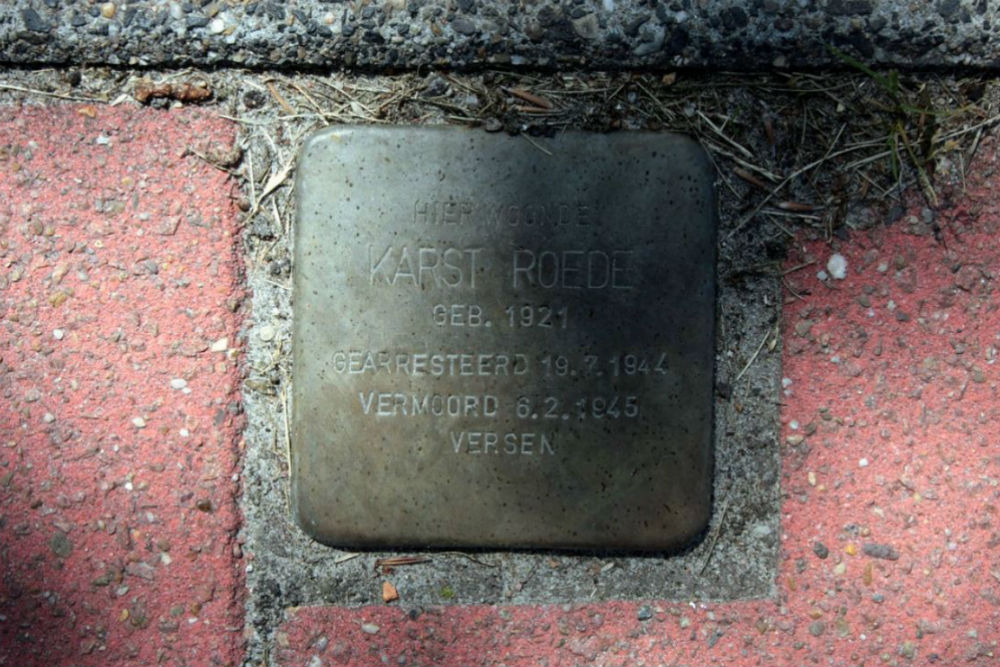 HIER WOONDE
KARST ROEDE
GEB. 1921
GEARRESTEERD 19.7.1944
VERMOORD 6.2.1945
VERSEN